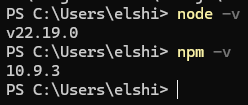 PS C:\Users\elshi> node -v
v22.19.0
PS C:\Users\elshi> npm -v
10.9.3
PS C:\Users\elshi>